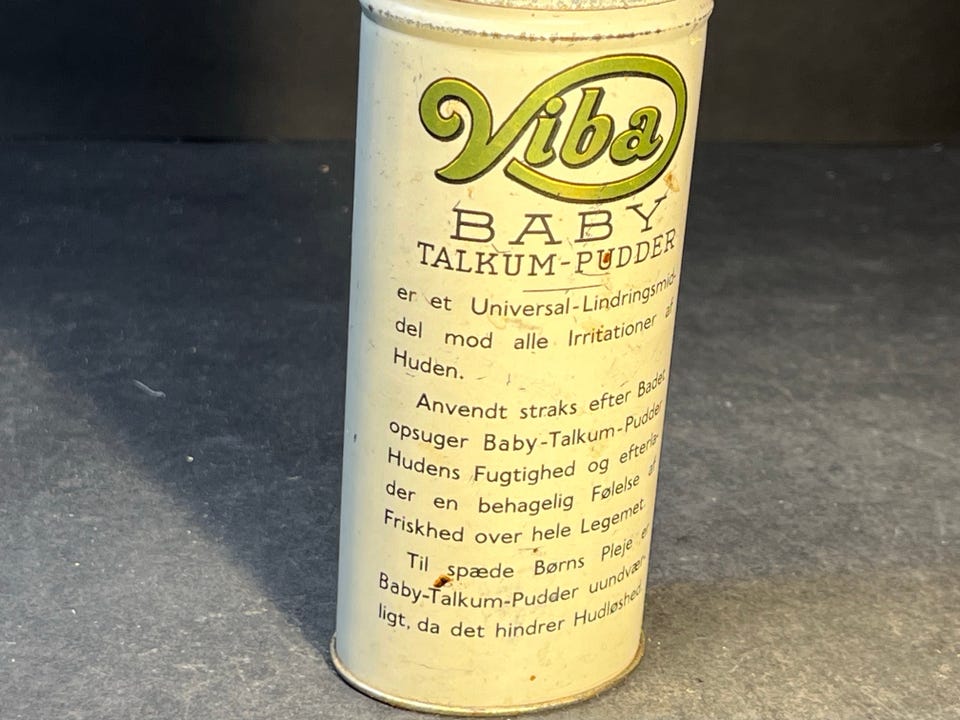 Viba
BABY
TALKUM-PUDDER
er et Universal-Lindringsmid-
del mod alle Irritationer af
Huden.
Anvendt straks efter Badet
opsuger Baby-Talkum-Pudder
Hudens Fugtighed og efterla-
der en behagelig Følelse af
Friskhed over hele Legemet.
Til spæde Børns Pleje er
Baby-Talkum-Pudder uundvær-
ligt, da det hindrer Hudløshed.